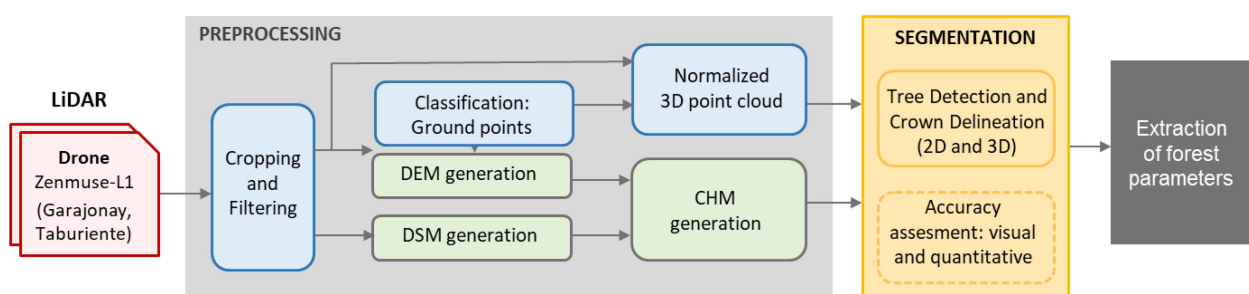 LiDAR
Drone
Zenmuse-L1
(Garajonay,
Taburiente)
PREPROCESSING
Cropping
and
Filtering
Classification:
Ground points
DEM generation
DSM generation
Normalized
3D point cloud
CHM
generation
SEGMENTATION
Tree Detection and
Crown Delineation
(2D and 3D)
Accuracy
assesment: visual
and quantitative
Extraction
of forest
parameters